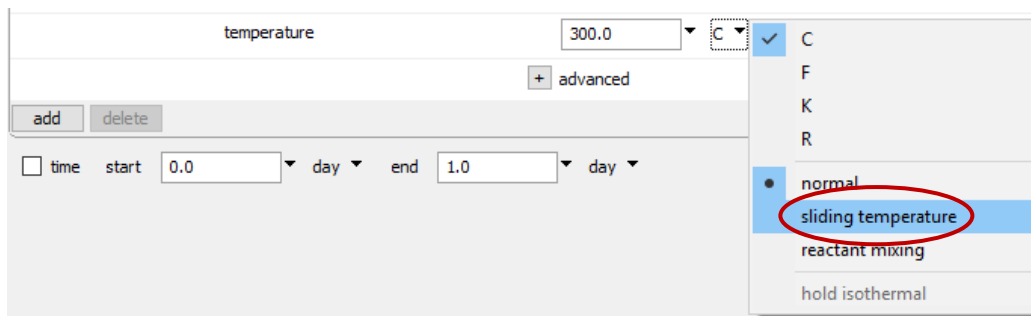 temperature 300.0 C
+ advanced
add delete
time start 0.0 day end 1.0 day
C
F
K
R
normal
sliding temperature
reactant mixing
hold isothermal